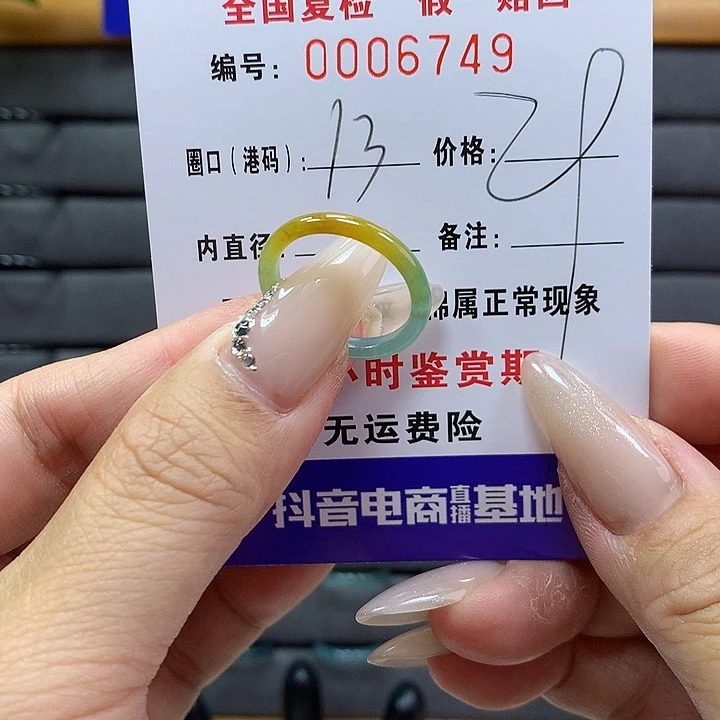 全国复检 假一赔四
编号: 0006749
圈口(港码): 13 价格:
内直径: 备注:
棉属正常现象
小时鉴赏期
无运费险
抖音电商直播基地